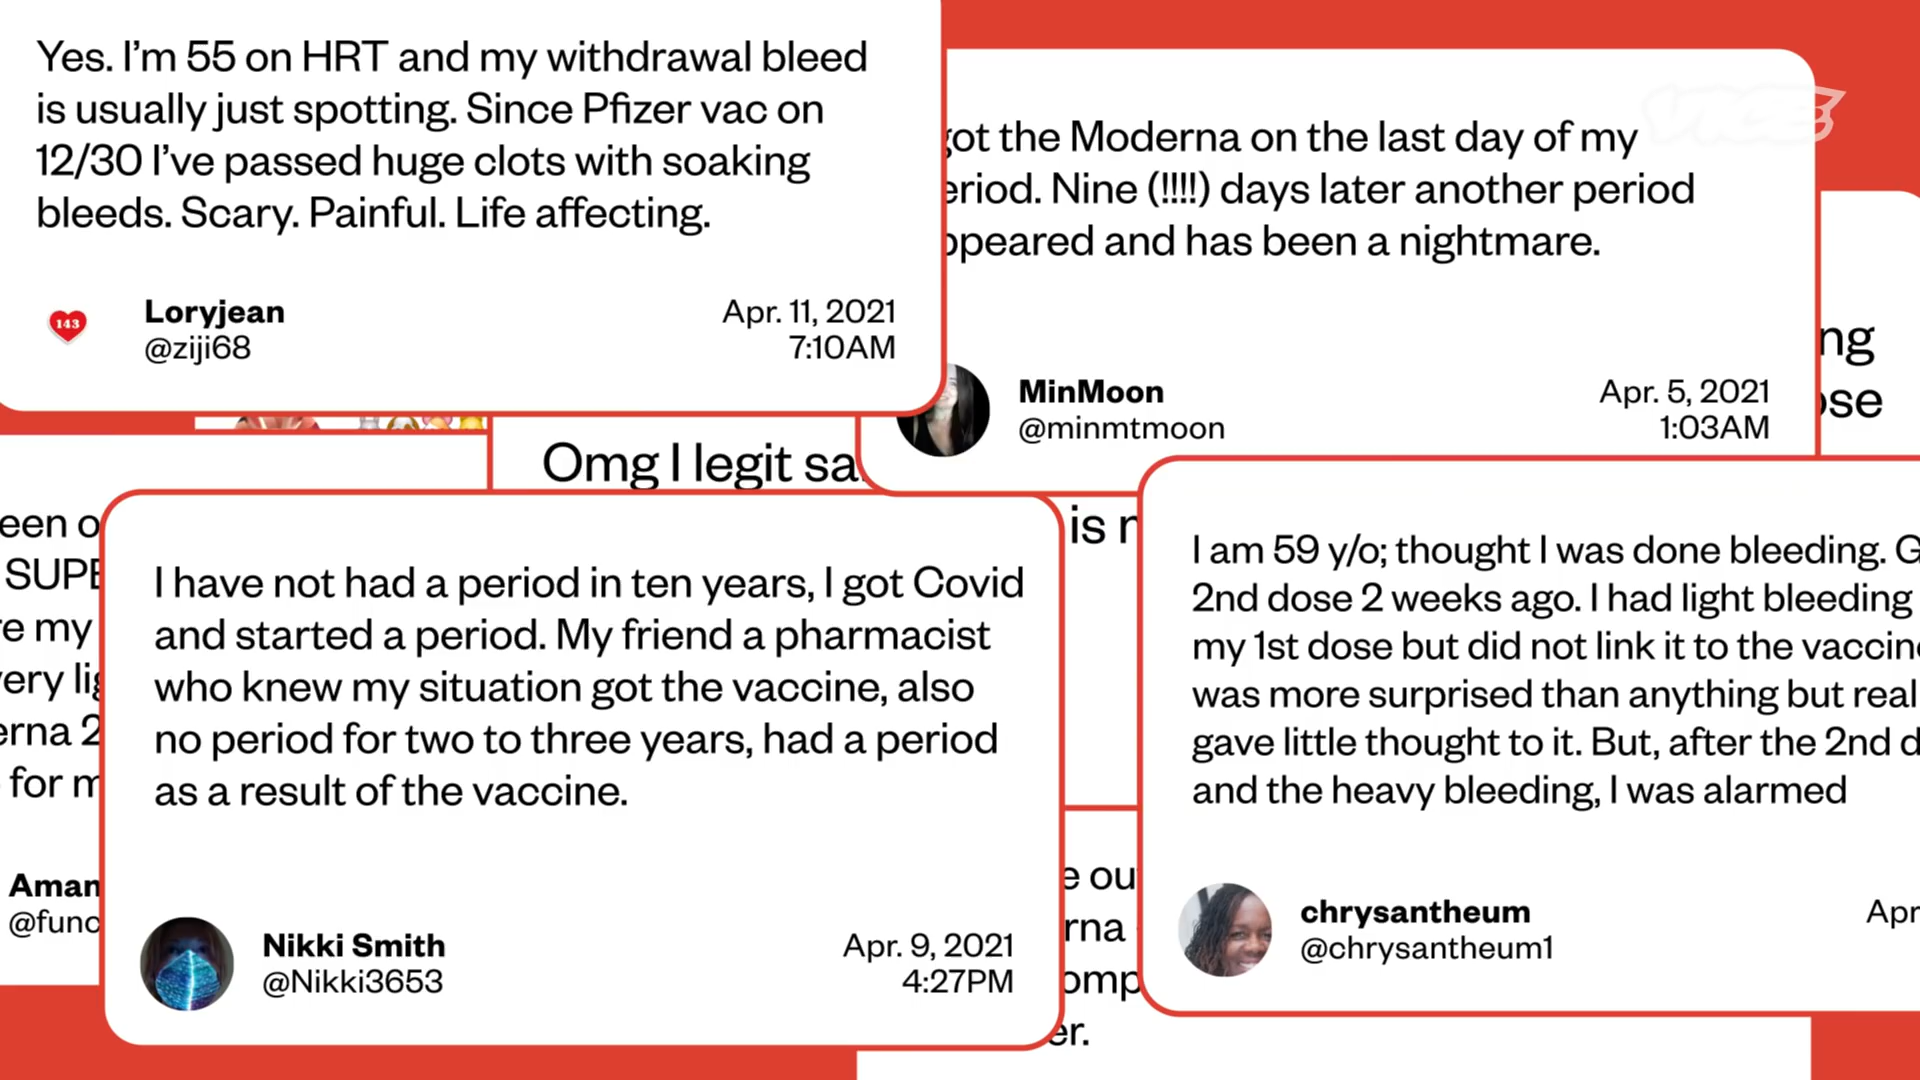 Yes. I'm 55 on HRT and my withdrawal bleed
is usually just spotting. Since Pfizer vac on
12/30 I've passed huge clots with soaking
bleeds. Scary. Painful. Life affecting.
143
Loryjean
@ziji68
Apr. 11, 2021
7:10AM
VICE
got the Moderna on the last day of my
eriod. Nine (!!!!) days later another period
ppeared and has been a nightmare.
MinMoon
@minmtmoon
Apr. 5, 2021
1:03AM
ng
ose
Omg I legit sa
is
een o
SUPE
re my
very lig
erna 2
for m
Aman
@func
I have not had a period in ten years, I got Covid
and started a period. My friend a pharmacist
who knew my situation got the vaccine, also
no period for two to three years, had a period
as a result of the vaccine.
Nikki Smith
@Nikki3653
Apr. 9, 2021
4:27PM
I am 59 y/o; thought I was done bleeding. G
2nd dose 2 weeks ago. I had light bleeding
my 1st dose but did not link it to the vaccin
was more surprised than anything but real
gave little thought to it. But, after the 2nd d
and the heavy bleeding, I was alarmed
chrysantheum
@chrysantheum1
Apr
e ou
rna
omp
er.